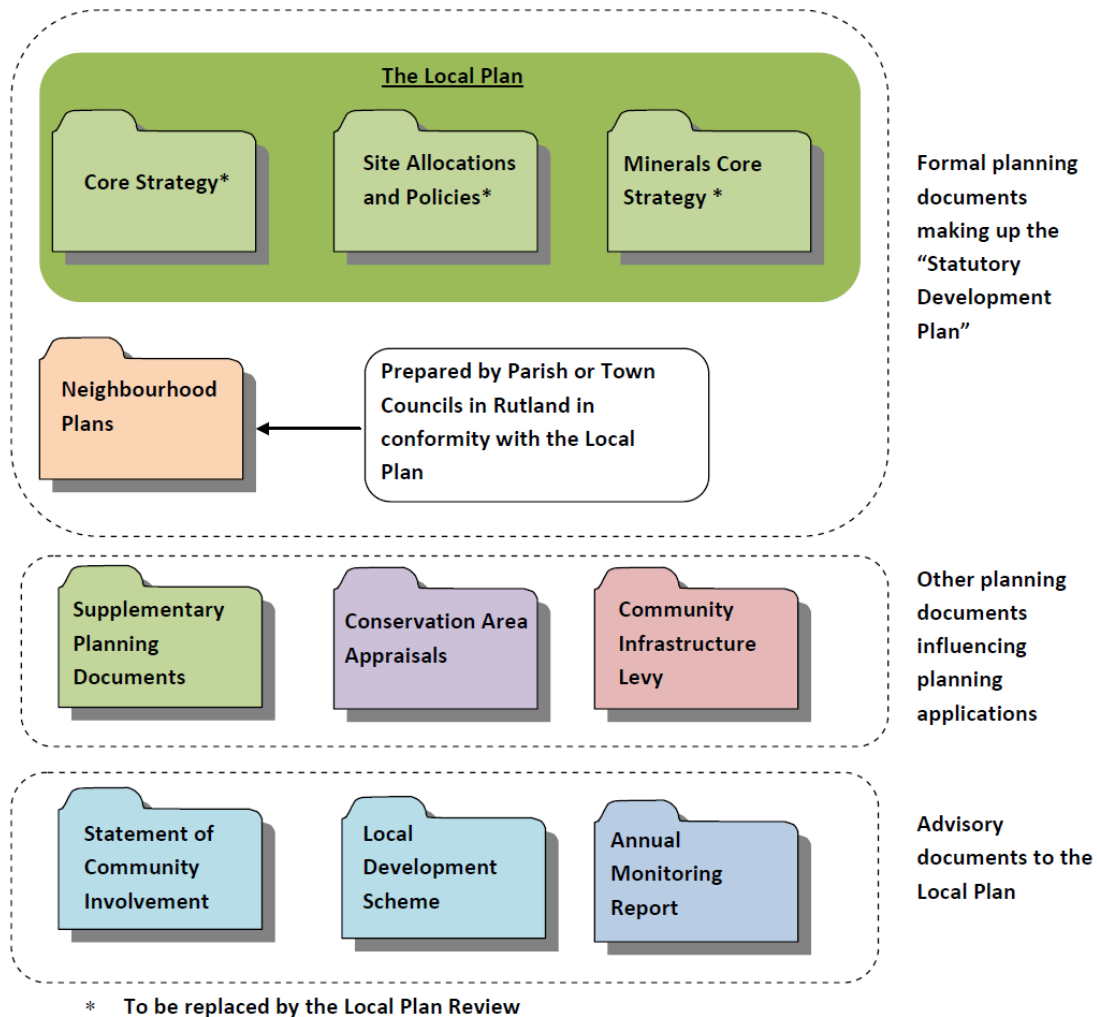 The Local Plan
Core Strategy*
Site Allocations
and Policies*
Minerals Core
Strategy *
Formal planning
documents
making up the
“Statutory
Development
Plan”
Neighbourhood
Plans
Prepared by Parish or Town
Councils in Rutland in
conformity with the Local
Plan
Supplementary
Planning
Documents
Conservation Area
Appraisals
Community
Infrastructure
Levy
Other planning
documents
influencing
planning
applications
Statement of
Community
Involvement
Local
Development
Scheme
Annual
Monitoring
Report
Advisory
documents to the
Local Plan
* To be replaced by the Local Plan Review